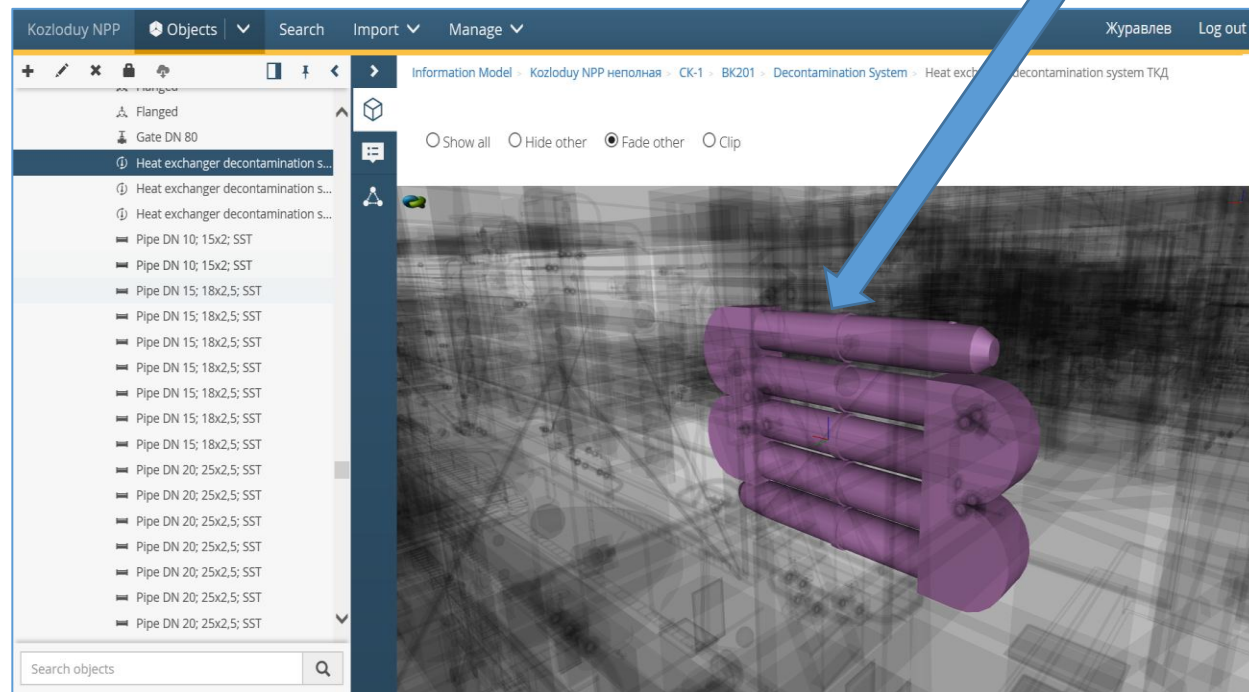 Kozloduy NPP Objects Search Import Manage Журавлев Log out
Information Model Kozloduy NPP неполная СК-1 ВК201 Decontamination System Heat exchanger decontamination system ТКД
Show all Hide other Fade other Clip
Flanged
Flanged
Gate DN 80
Heat exchanger decontamination s...
Heat exchanger decontamination s...
Heat exchanger decontamination s...
Pipe DN 10; 15x2; SST
Pipe DN 10; 15x2; SST
Pipe DN 15; 18x2,5; SST
Pipe DN 15; 18x2,5; SST
Pipe DN 15; 18x2,5; SST
Pipe DN 15; 18x2,5; SST
Pipe DN 15; 18x2,5; SST
Pipe DN 15; 18x2,5; SST
Pipe DN 15; 18x2,5; SST
Pipe DN 20; 25x2,5; SST
Pipe DN 20; 25x2,5; SST
Pipe DN 20; 25x2,5; SST
Pipe DN 20; 25x2,5; SST
Pipe DN 20; 25x2,5; SST
Pipe DN 20; 25x2,5; SST
Pipe DN 20; 25x2,5; SST
Search objects